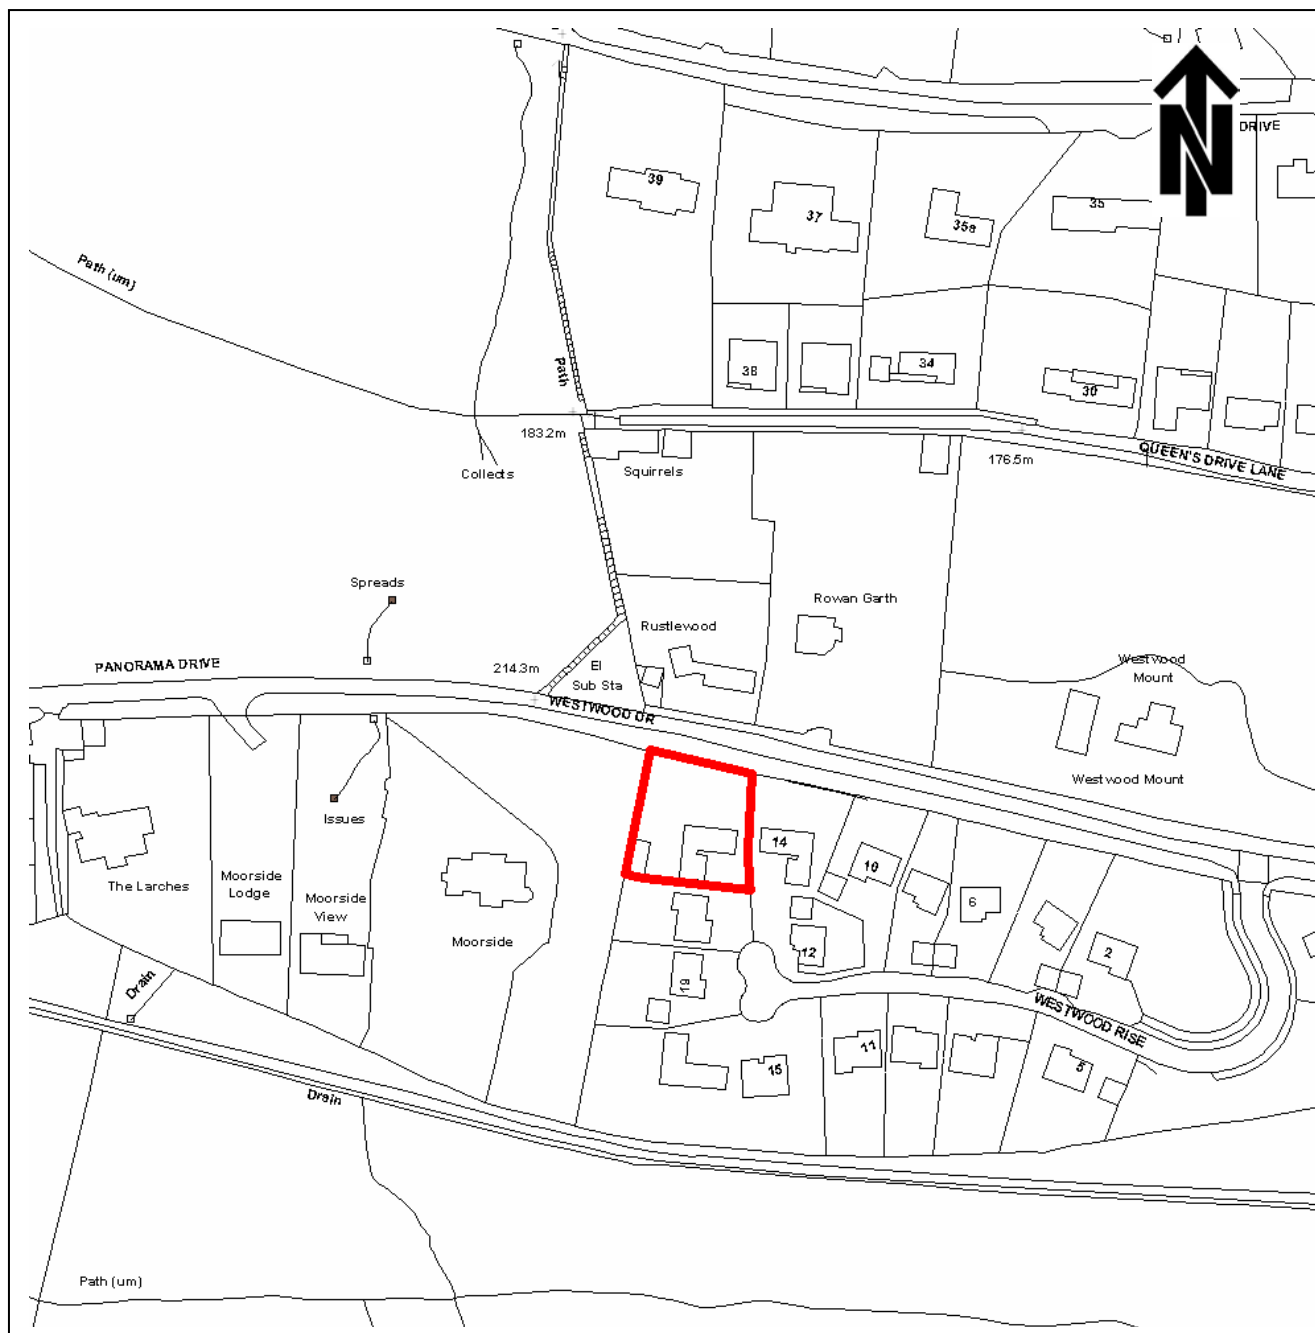 N
DRIVE
39
37
35a
35
Path (um)
Path
38
34
30
183.2m
Collects
Squirrels
176.5m
QUEEN'S DRIVE LANE
Spreads
Rowan Garth
Rustlewood
PANORAMA DRIVE
214.3m
El
Sub Sta
WESTWOOD DR
Westwood
Mount
Westwood Mount
Issues
14
10
6
2
The Larches
Moorside
Lodge
Moorside
View
Moorside
12
19
Drain
WESTWOOD RISE
11
15
5
Drain
Path (um)